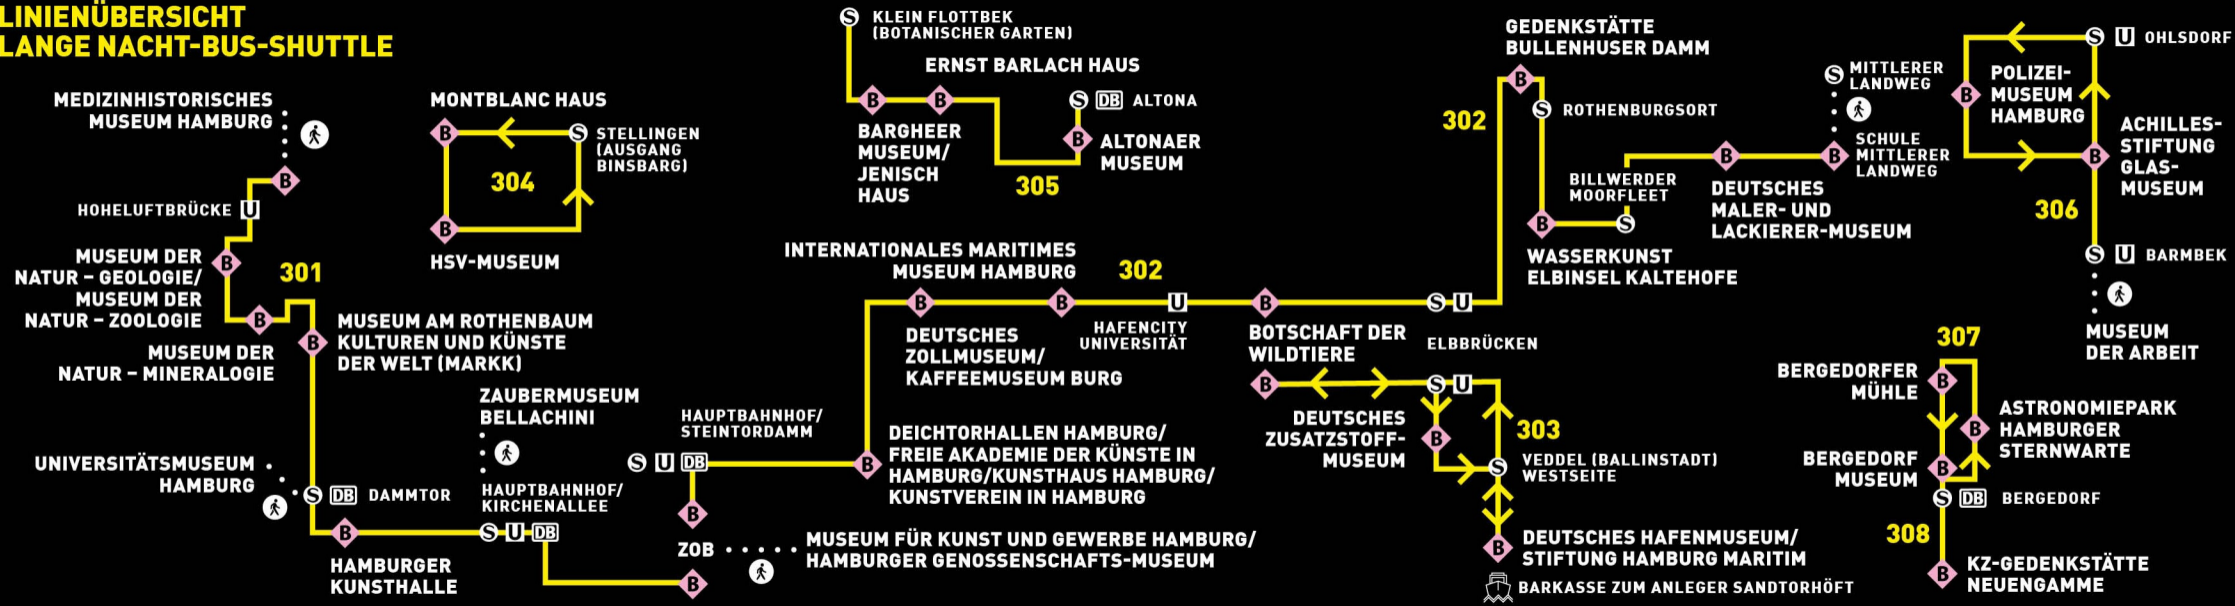 LINIENÜBERSICHT
LANGE NACHT-BUS-SHUTTLE
MEDIZINHISTORISCHES
MUSEUM HAMBURG
B
HOHELUFTBRÜCKE U
MUSEUM DER
NATUR – GEOLOGIE/
MUSEUM DER
NATUR – ZOOLOGIE
B
301
B
MUSEUM DER
NATUR – MINERALOGIE
B
MUSEUM AM ROTHENBAUM
KULTUREN UND KÜNSTE
DER WELT (MARKK)
UNIVERSITÄTSMUSEUM
HAMBURG
S DB DAMMTOR
B
HAMBURGER
KUNSTHALLE
ZAUBERMUSEUM
BELLACHINI
HAUPTBAHNHOF/
KIRCHENALLEE
S U DB
B
ZOB
B
MUSEUM FÜR KUNST UND GEWERBE HAMBURG/
HAMBURGER GENOSSENSCHAFTS-MUSEUM
MONTBLANC HAUS
B
S STELLINGEN
(AUSGANG
BINSBARG)
304
B
HSV-MUSEUM
S KLEIN FLOTTBEK
(BOTANISCHER GARTEN)
ERNST BARLACH HAUS
B B
BARGHEER
MUSEUM/
JENISCH
HAUS
S DB ALTONA
B ALTONAER
MUSEUM
305
HAUPTBAHNHOF/
STEINTORDAMM
S U DB
B
DEICHTORHALLEN HAMBURG/
FREIE AKADEMIE DER KÜNSTE IN
HAMBURG/KUNSTHAUS HAMBURG/
KUNSTVEREIN IN HAMBURG
INTERNATIONALES MARITIMES
MUSEUM HAMBURG
302
B B U B S U
DEUTSCHES
ZOLLMUSEUM/
KAFFEEMUSEUM BURG
HAFENCITY
UNIVERSITÄT
BOTSCHAFT DER
WILDTIERE
ELBBRÜCKEN
B S U
DEUTSCHES
ZUSATZSTOFF-
MUSEUM
B
303
S
VEDDEL (BALLINSTADT)
WESTSEITE
B
DEUTSCHES HAFENMUSEUM/
STIFTUNG HAMBURG MARITIM
BARKASSE ZUM ANLEGER SANDTORHÖFT
GEDENKSTÄTTE
BULLENHUSER DAMM
B
302
S ROTHENBURGSORT
BILLWERDER
MOORFLEET
B S
WASSERKUNST
ELBINSEL KALTEHOFE
B
DEUTSCHES
MALER- UND
LACKIERER-MUSEUM
S MITTLERER
LANDWEG
B
SCHULE
MITTLERER
LANDWEG
S U OHLSDORF
B
POLIZEI-
MUSEUM
HAMBURG
B
ACHILLES-
STIFTUNG
GLAS-
MUSEUM
306
S U BARMBEK
MUSEUM
DER ARBEIT
307
BERGEDORFER
MÜHLE
B
B
ASTRONOMIEPARK
HAMBURGER
STERNWARTE
BERGEDORF
MUSEUM
B
S DB BERGEDORF
308
B
KZ-GEDENKSTÄTTE
NEUENGAMME